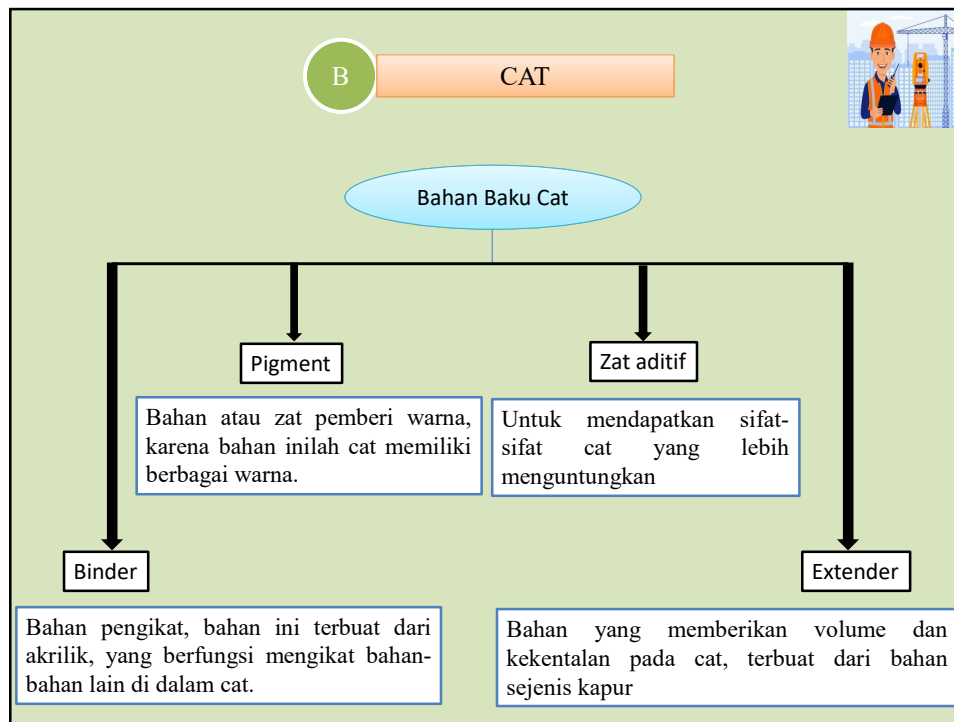 B
CAT
Bahan Baku Cat
Pigment
Bahan atau zat pemberi warna,
karena bahan inilah cat memiliki
berbagai warna.
Zat aditif
Untuk mendapatkan sifat-
sifat cat yang lebih
menguntungkan
Binder
Bahan pengikat, bahan ini terbuat dari
akrilik, yang berfungsi mengikat bahan-
bahan lain di dalam cat.
Extender
Bahan yang memberikan volume dan
kekentalan pada cat, terbuat dari bahan
sejenis kapur